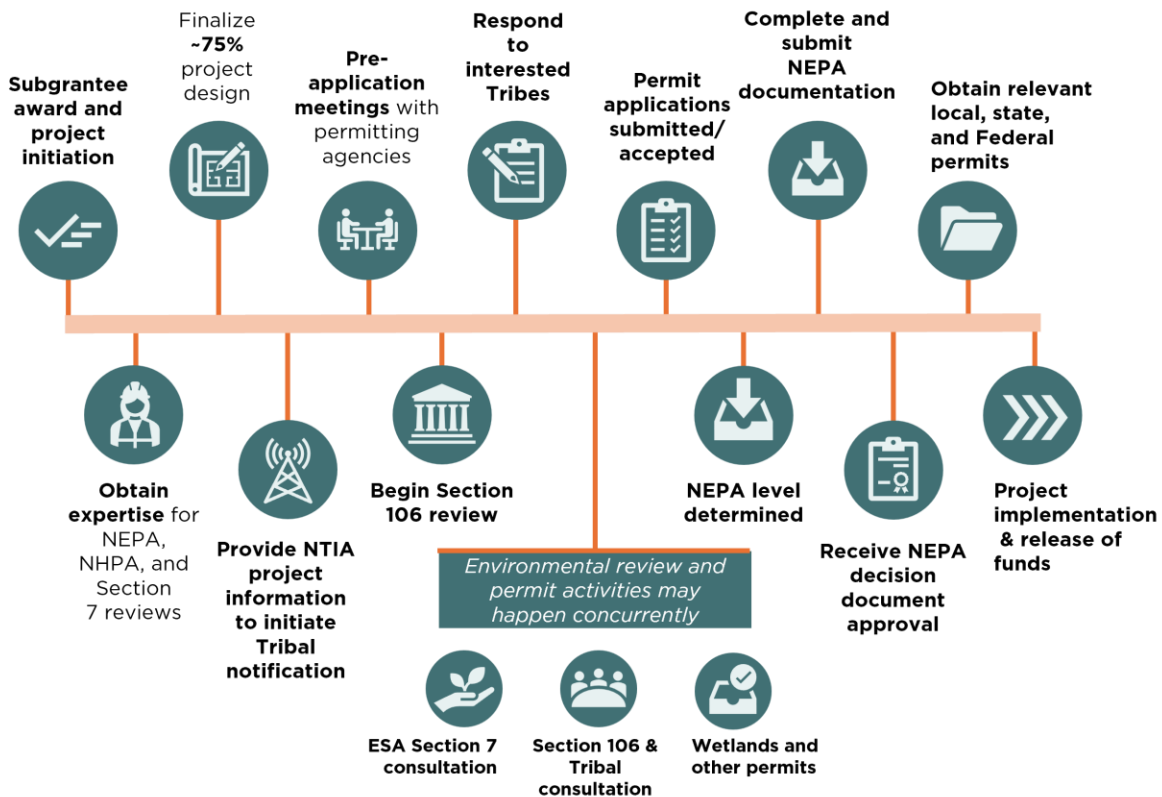 Subgrantee
award and
project
initiation
Finalize
~75%
project
design
Pre-
application
meetings with
permitting
agencies
Respond
to
interested
Tribes
Permit
applications
submitted/
accepted
Complete and
submit
NEPA
documentation
Obtain relevant
local, state,
and Federal
permits
Obtain
expertise for
NEPA,
NHPA, and
Section
7 reviews
Provide NTIA
project
information
to initiate
Tribal
notification
Begin Section
106 review
Environmental review and
permit activities may
happen concurrently
ESA Section 7
consultation
Section 106 &
Tribal
consultation
Wetlands and
other permits
NEPA level
determined
Receive NEPA
decision
document
approval
Project
implementation
& release of
funds